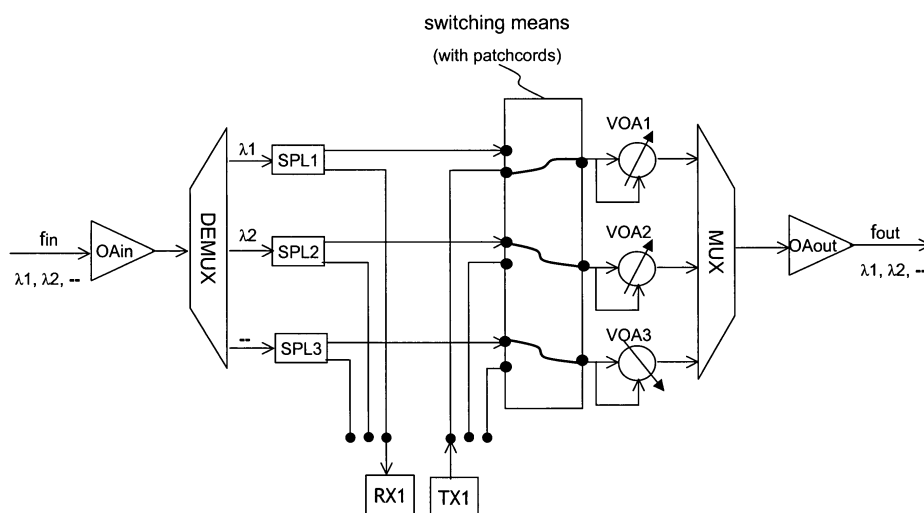 switching means
(with patchcords)
VOA1
λ1
SPL1
fin
OAin
λ1, λ2, --
DEMUX
λ2
SPL2
VOA2
MUX
OAout
fout
λ1, λ2, --
--
SPL3
VOA3
RX1
TX1